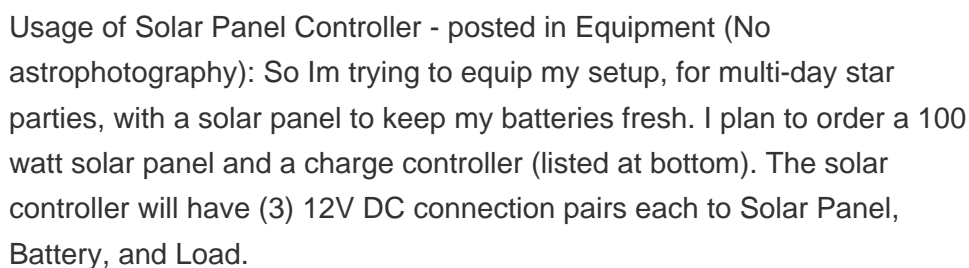 Usage of Solar Panel Controller - posted in Equipment (No
astrophotography): So Im trying to equip my setup, for multi-day star
parties, with a solar panel to keep my batteries fresh. I plan to order a 100
watt solar panel and a charge controller (listed at bottom). The solar
controller will have (3) 12V DC connection pairs each to Solar Panel,
Battery, and Load.